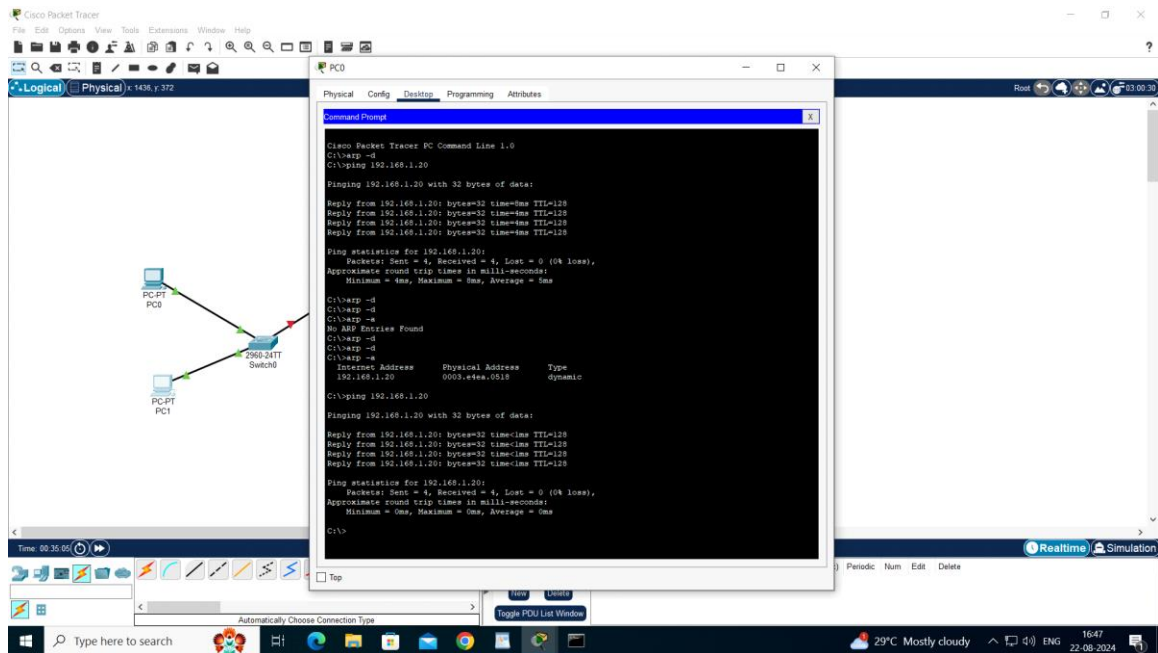 Cisco Packet Tracer
File Edit Options View Tools Extensions Window Help
?
Logical Physical x: 1436, y: 372
Root 03:00:30
PC0
Physical Config Desktop Programming Attributes
Command Prompt X
Cisco Packet Tracer PC Command Line 1.0
C:\>arp -d
C:\>ping 192.168.1.20
Pinging 192.168.1.20 with 32 bytes of data:
Reply from 192.168.1.20: bytes=32 time=8ms TTL=128
Reply from 192.168.1.20: bytes=32 time=4ms TTL=128
Reply from 192.168.1.20: bytes=32 time=4ms TTL=128
Reply from 192.168.1.20: bytes=32 time=4ms TTL=128
Ping statistics for 192.168.1.20:
Packets: Sent = 4, Received = 4, Lost = 0 (0% loss),
Approximate round trip times in milli-seconds:
Minimum = 4ms, Maximum = 8ms, Average = 5ms
C:\>arp -d
C:\>arp -d
C:\>arp -a
No ARP Entries Found
C:\>arp -d
C:\>arp -d
C:\>arp -a
Internet Address Physical Address Type
192.168.1.20 0003.e4ea.0518 dynamic
C:\>ping 192.168.1.20
Pinging 192.168.1.20 with 32 bytes of data:
Reply from 192.168.1.20: bytes=32 time<1ms TTL=128
Reply from 192.168.1.20: bytes=32 time<1ms TTL=128
Reply from 192.168.1.20: bytes=32 time<1ms TTL=128
Reply from 192.168.1.20: bytes=32 time<1ms TTL=128
Ping statistics for 192.168.1.20:
Packets: Sent = 4, Received = 4, Lost = 0 (0% loss),
Approximate round trip times in milli-seconds:
Minimum = 0ms, Maximum = 0ms, Average = 0ms
C:\>
Top
PC-PT
PC0
2960-24TT
Switch0
PC-PT
PC1
Time: 00:35:05
Realtime Simulation
Periodic Num Edit Delete
New Delete
Toggle PDU List Window
Automatically Choose Connection Type
Type here to search
29°C Mostly cloudy ENG
16:47
22-08-2024